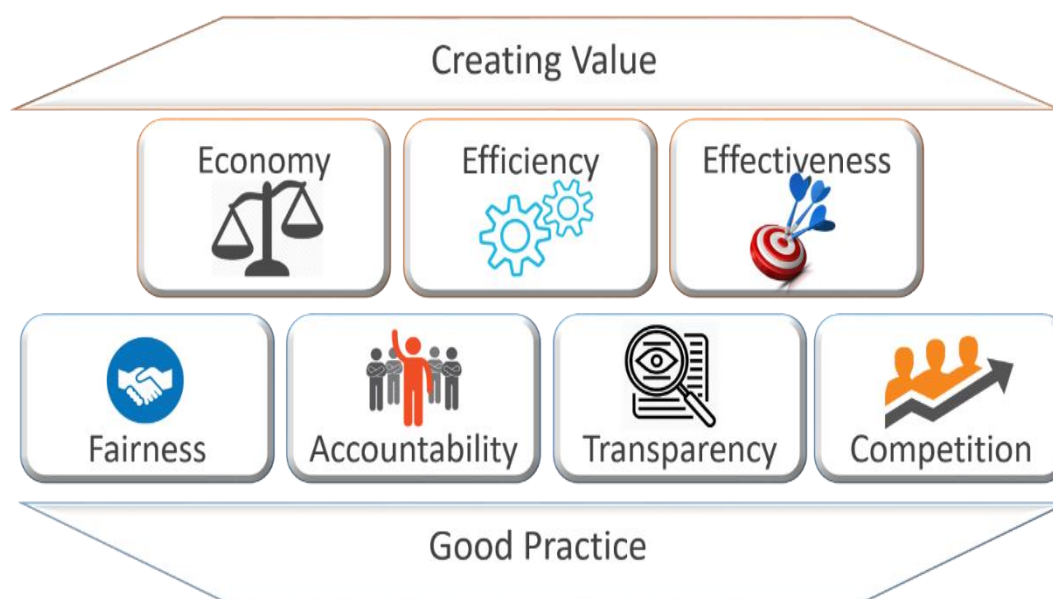 Creating Value
Economy
Efficiency
Effectiveness
Fairness
Accountability
Transparency
Competition
Good Practice